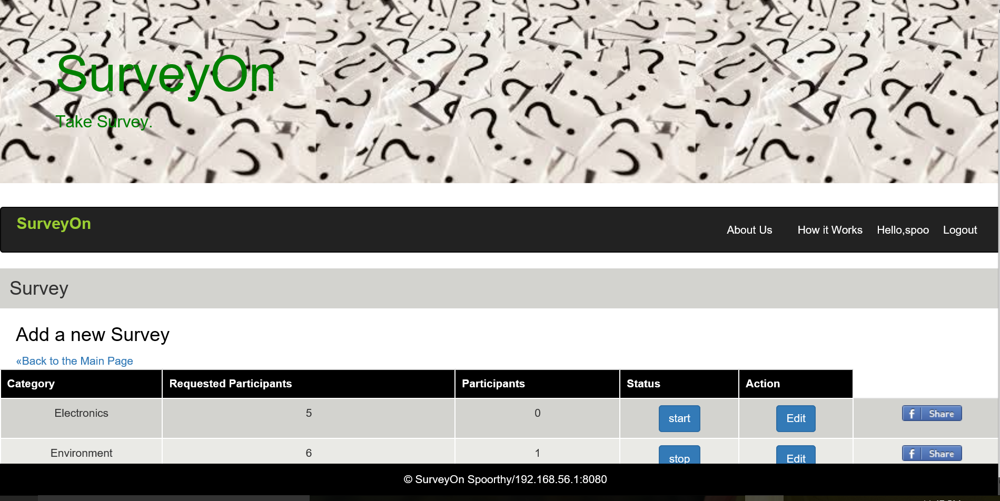 SurveyOn
Take Survey.
SurveyOn
About Us How it Works Hello,spoo Logout
Survey
Add a new Survey
«Back to the Main Page
Category Requested Participants Participants Status Action
Electronics 5 0 start Edit f Share
Environment 6 1 stop Edit f Share
© SurveyOn Spoorthy/192.168.56.1:8080